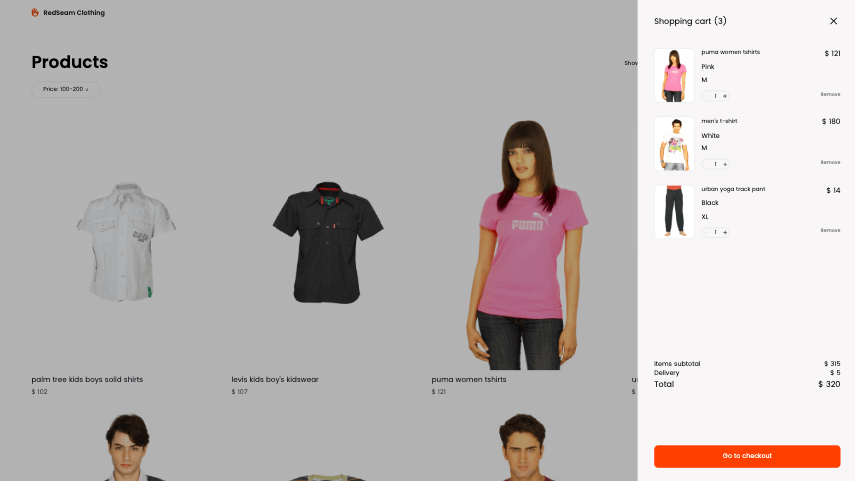 RedSeam Clothing
Products
Show
Price: 100-200
palm tree kids boys solid shirts
$ 102
levis kids boy's kidswear
$ 107
PUMA
puma women tshirts
$ 121
$
Shopping cart (3)
puma women tshirts
$ 121
Pink
M
- 1 +
Remove
men's t-shirt
$ 180
White
M
- 1 +
Remove
urban yoga track pant
$ 14
Black
XL
- 1 +
Remove
Items subtotal
$ 315
Delivery
$ 5
Total
$ 320
Go to checkout